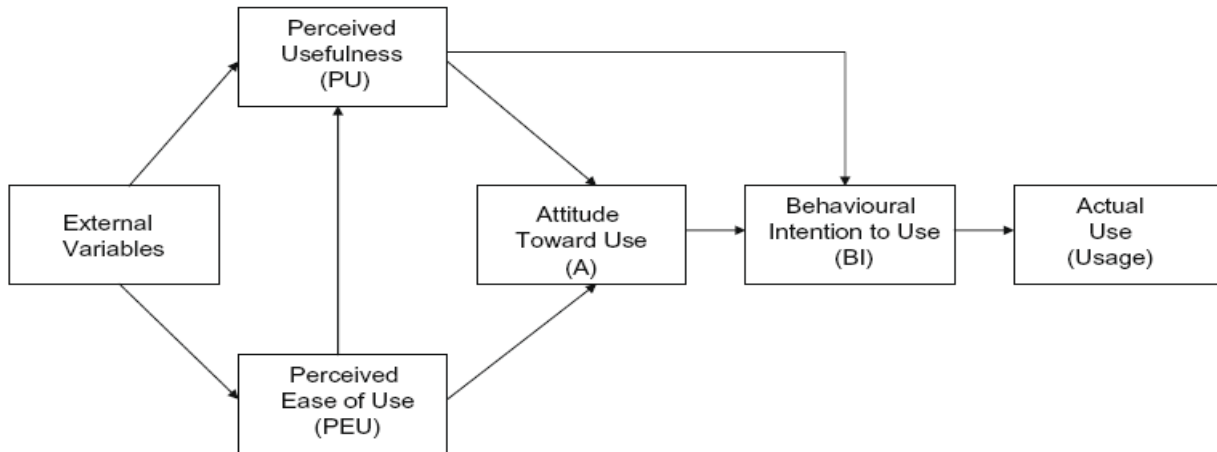 Perceived
Usefulness
(PU)
External
Variables
Attitude
Toward Use
(A)
Behavioural
Intention to Use
(BI)
Actual
Use
(Usage)
Perceived
Ease of Use
(PEU)